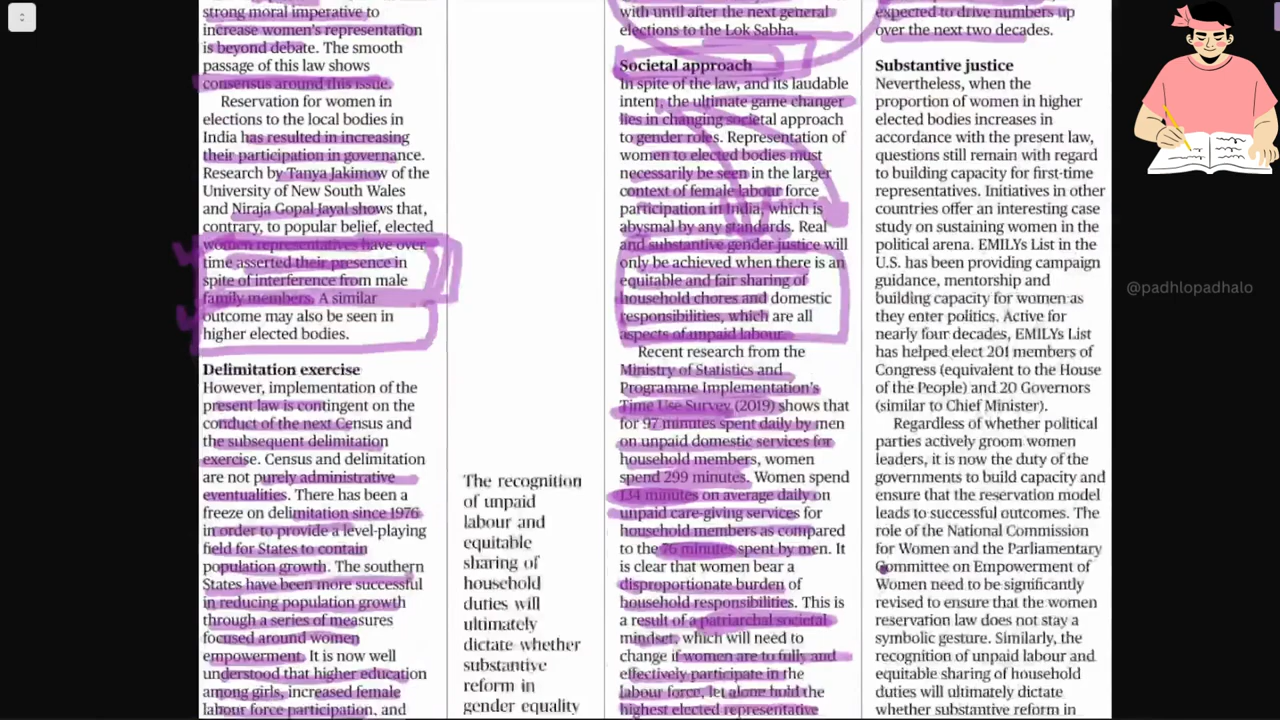 strong moral imperative to
increase women's representation
is beyond debate. The smooth
passage of this law shows
consensus around this issue.
Reservation for women in
elections to the local bodies in
India has resulted in increasing
their participation in governance.
Research by Tanya Jakimow of the
University of New South Wales
and Niraja Gopal Jayal shows that,
contrary, to popular belief, elected
women representatives have over
time asserted their presence in
spite of interference from male
family members. A similar
outcome may also be seen in
higher elected bodies.
Delimitation exercise
However, implementation of the
present law is contingent on the
conduct of the next Census and
the subsequent delimitation
exercise. Census and delimitation
are not purely administrative
eventualities. There has been a
freeze on delimitation since 1976
in order to provide a level-playing
field for States to contain
population growth. The southern
States have been more successful
in reducing population growth
through a series of measures
focused around women
empowerment. It is now well
understood that higher education
among girls, increased female
labour force participation, and
The recognition
of unpaid
labour and
equitable
sharing of
household
duties will
ultimately
dictate whether
substantive
reform in
gender equality
with until after the next general
elections to the Lok Sabha.
Societal approach
In spite of the law, and its laudable
intent, the ultimate game changer
lies in changing societal approach
to gender roles. Representation of
women to elected bodies must
necessarily be seen in the larger
context of female labour force
participation in India, which is
abysmal by any standards. Real
and substantive gender justice will
only be achieved when there is an
equitable and fair sharing of
household chores and domestic
responsibilities, which are all
aspects of unpaid labour.
Recent research from the
Ministry of Statistics and
Programme Implementation's
Time Use Survey (2019) shows that
for 97 minutes spent daily by men
on unpaid domestic services for
household members, women
spend 299 minutes. Women spend
134 minutes on average daily on
unpaid care-giving services for
household members as compared
to the 76 minutes spent by men. It
is clear that women bear a
disproportionate burden of
household responsibilities. This is
a result of a patriarchal societal
mindset, which will need to
change if women are to fully and
effectively participate in the
labour force, let alone hold the
highest elected representative
expected to drive numbers up
over the next two decades.
Substantive justice
Nevertheless, when the
proportion of women in higher
elected bodies increases in
accordance with the present law,
questions still remain with regard
to building capacity for first-time
representatives. Initiatives in other
countries offer an interesting case
study on sustaining women in the
political arena. EMILYs List in the
U.S. has been providing campaign
guidance, mentorship and
building capacity for women as
they enter politics. Active for
nearly four decades, EMILYs List
has helped elect 201 members of
Congress (equivalent to the House
of the People) and 20 Governors
(similar to Chief Minister).
Regardless of whether political
parties actively groom women
leaders, it is now the duty of the
governments to build capacity and
ensure that the reservation model
leads to successful outcomes. The
role of the National Commission
for Women and the Parliamentary
Committee on Empowerment of
Women need to be significantly
revised to ensure that the women
reservation law does not stay a
symbolic gesture. Similarly, the
recognition of unpaid labour and
equitable sharing of household
duties will ultimately dictate
whether substantive reform in
@padhlopadhalo